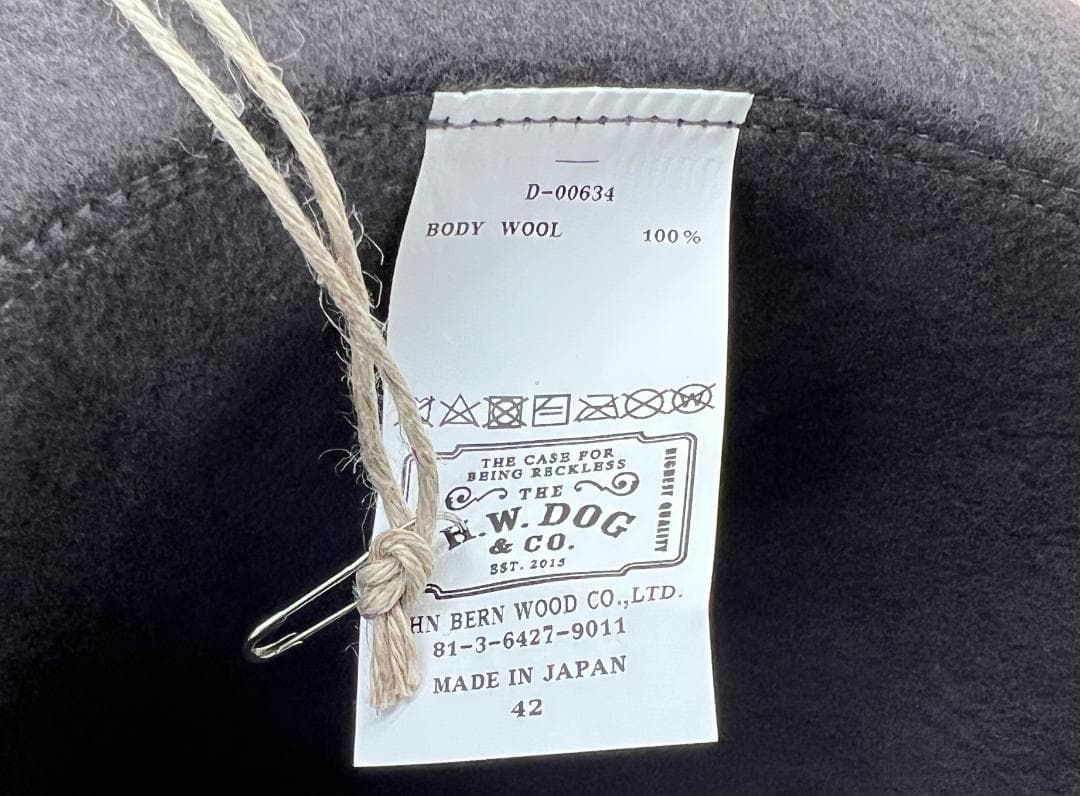 D-00634
BODY WOOL 100%
THE CASE FOR
BEING RECKLESS
THE
H.W. DOG
& CO.
EST. 2015
HIGHEST QUALITY
HN BERN WOOD CO.,LTD.
81-3-6427-9011
MADE IN JAPAN
42